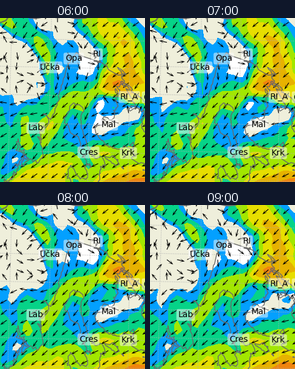 06:00
07:00
Opa
RI
Učka
RI_A
Mal
Lab
Cres
Krk
Opa
RI
Učka
RI_A
Mal
Lab
Cres
Krk
08:00
09:00
Opa
RI
Učka
RI_A
Mal
Lab
Cres
Krk
Opa
RI
Učka
RI_A
Mal
Lab
Cres
Krk